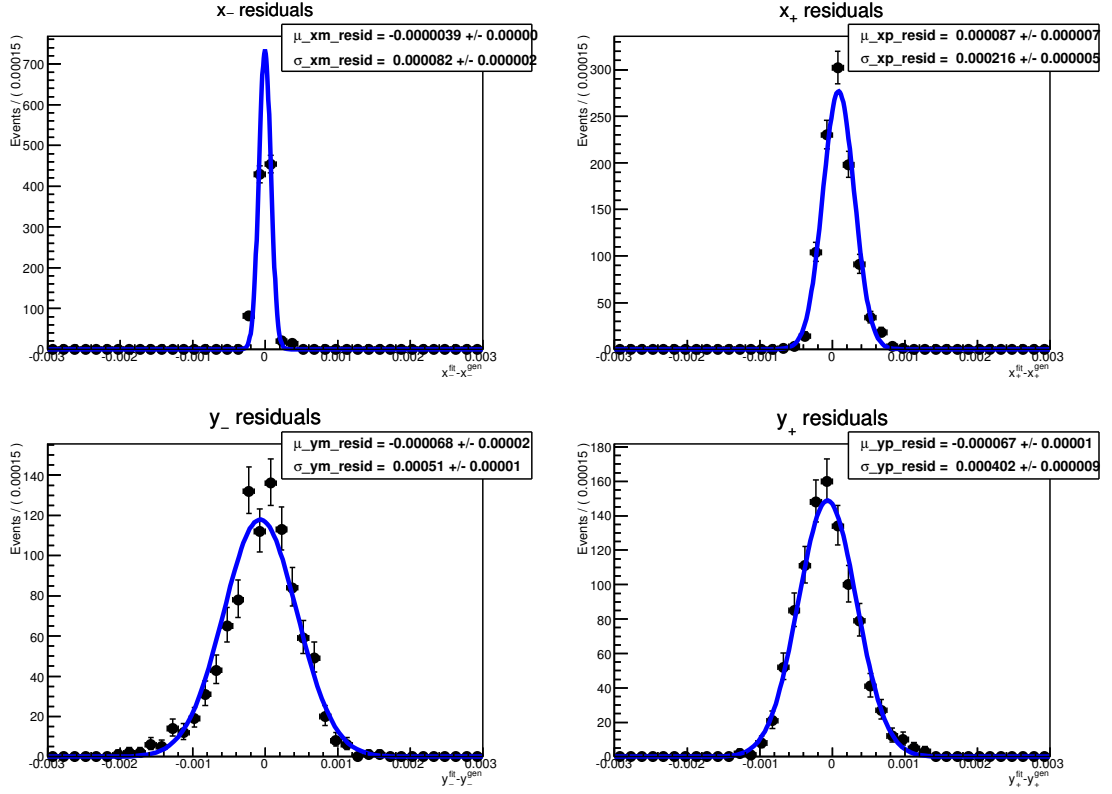 x₋ residuals
μ_xm_resid = -0.0000039 +/- 0.00000
σ_xm_resid = 0.000082 +/- 0.000002
Events / ( 0.00015 )
700
600
500
400
300
200
100
0
-0.003 -0.002 -0.001 0 0.001 0.002 0.003
x₋^fit-x₋^gen
x₊ residuals
μ_xp_resid = 0.000087 +/- 0.000007
σ_xp_resid = 0.000216 +/- 0.000005
Events / ( 0.00015 )
300
250
200
150
100
50
0
-0.003 -0.002 -0.001 0 0.001 0.002 0.003
x₊^fit-x₊^gen
y₋ residuals
μ_ym_resid = -0.000068 +/- 0.00002
σ_ym_resid = 0.00051 +/- 0.00001
Events / ( 0.00015 )
140
120
100
80
60
40
20
0
-0.003 -0.002 -0.001 0 0.001 0.002 0.003
y₋^fit-y₋^gen
y₊ residuals
μ_yp_resid = -0.000067 +/- 0.00001
σ_yp_resid = 0.000402 +/- 0.000009
Events / ( 0.00015 )
180
160
140
120
100
80
60
40
20
0
-0.003 -0.002 -0.001 0 0.001 0.002 0.003
y₊^fit-y₊^gen